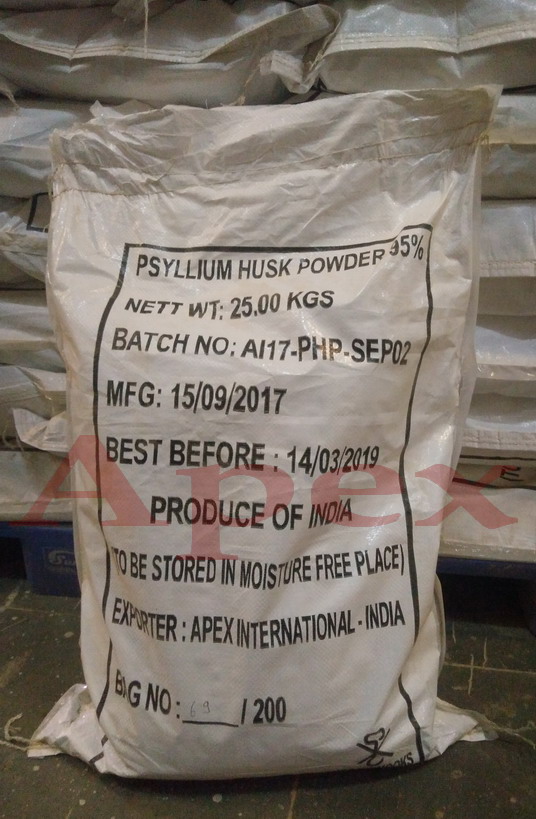 PSYLLIUM HUSK POWDER 95%
NETT WT: 25.00 KGS
BATCH NO: AI17-PHP-SEP02
MFG: 15/09/2017
BEST BEFORE : 14/03/2019
Apex
PRODUCE OF INDIA
(TO BE STORED IN MOISTURE FREE PLACE)
EXPORTER : APEX INTERNATIONAL - INDIA
BAG NO : 69 / 200